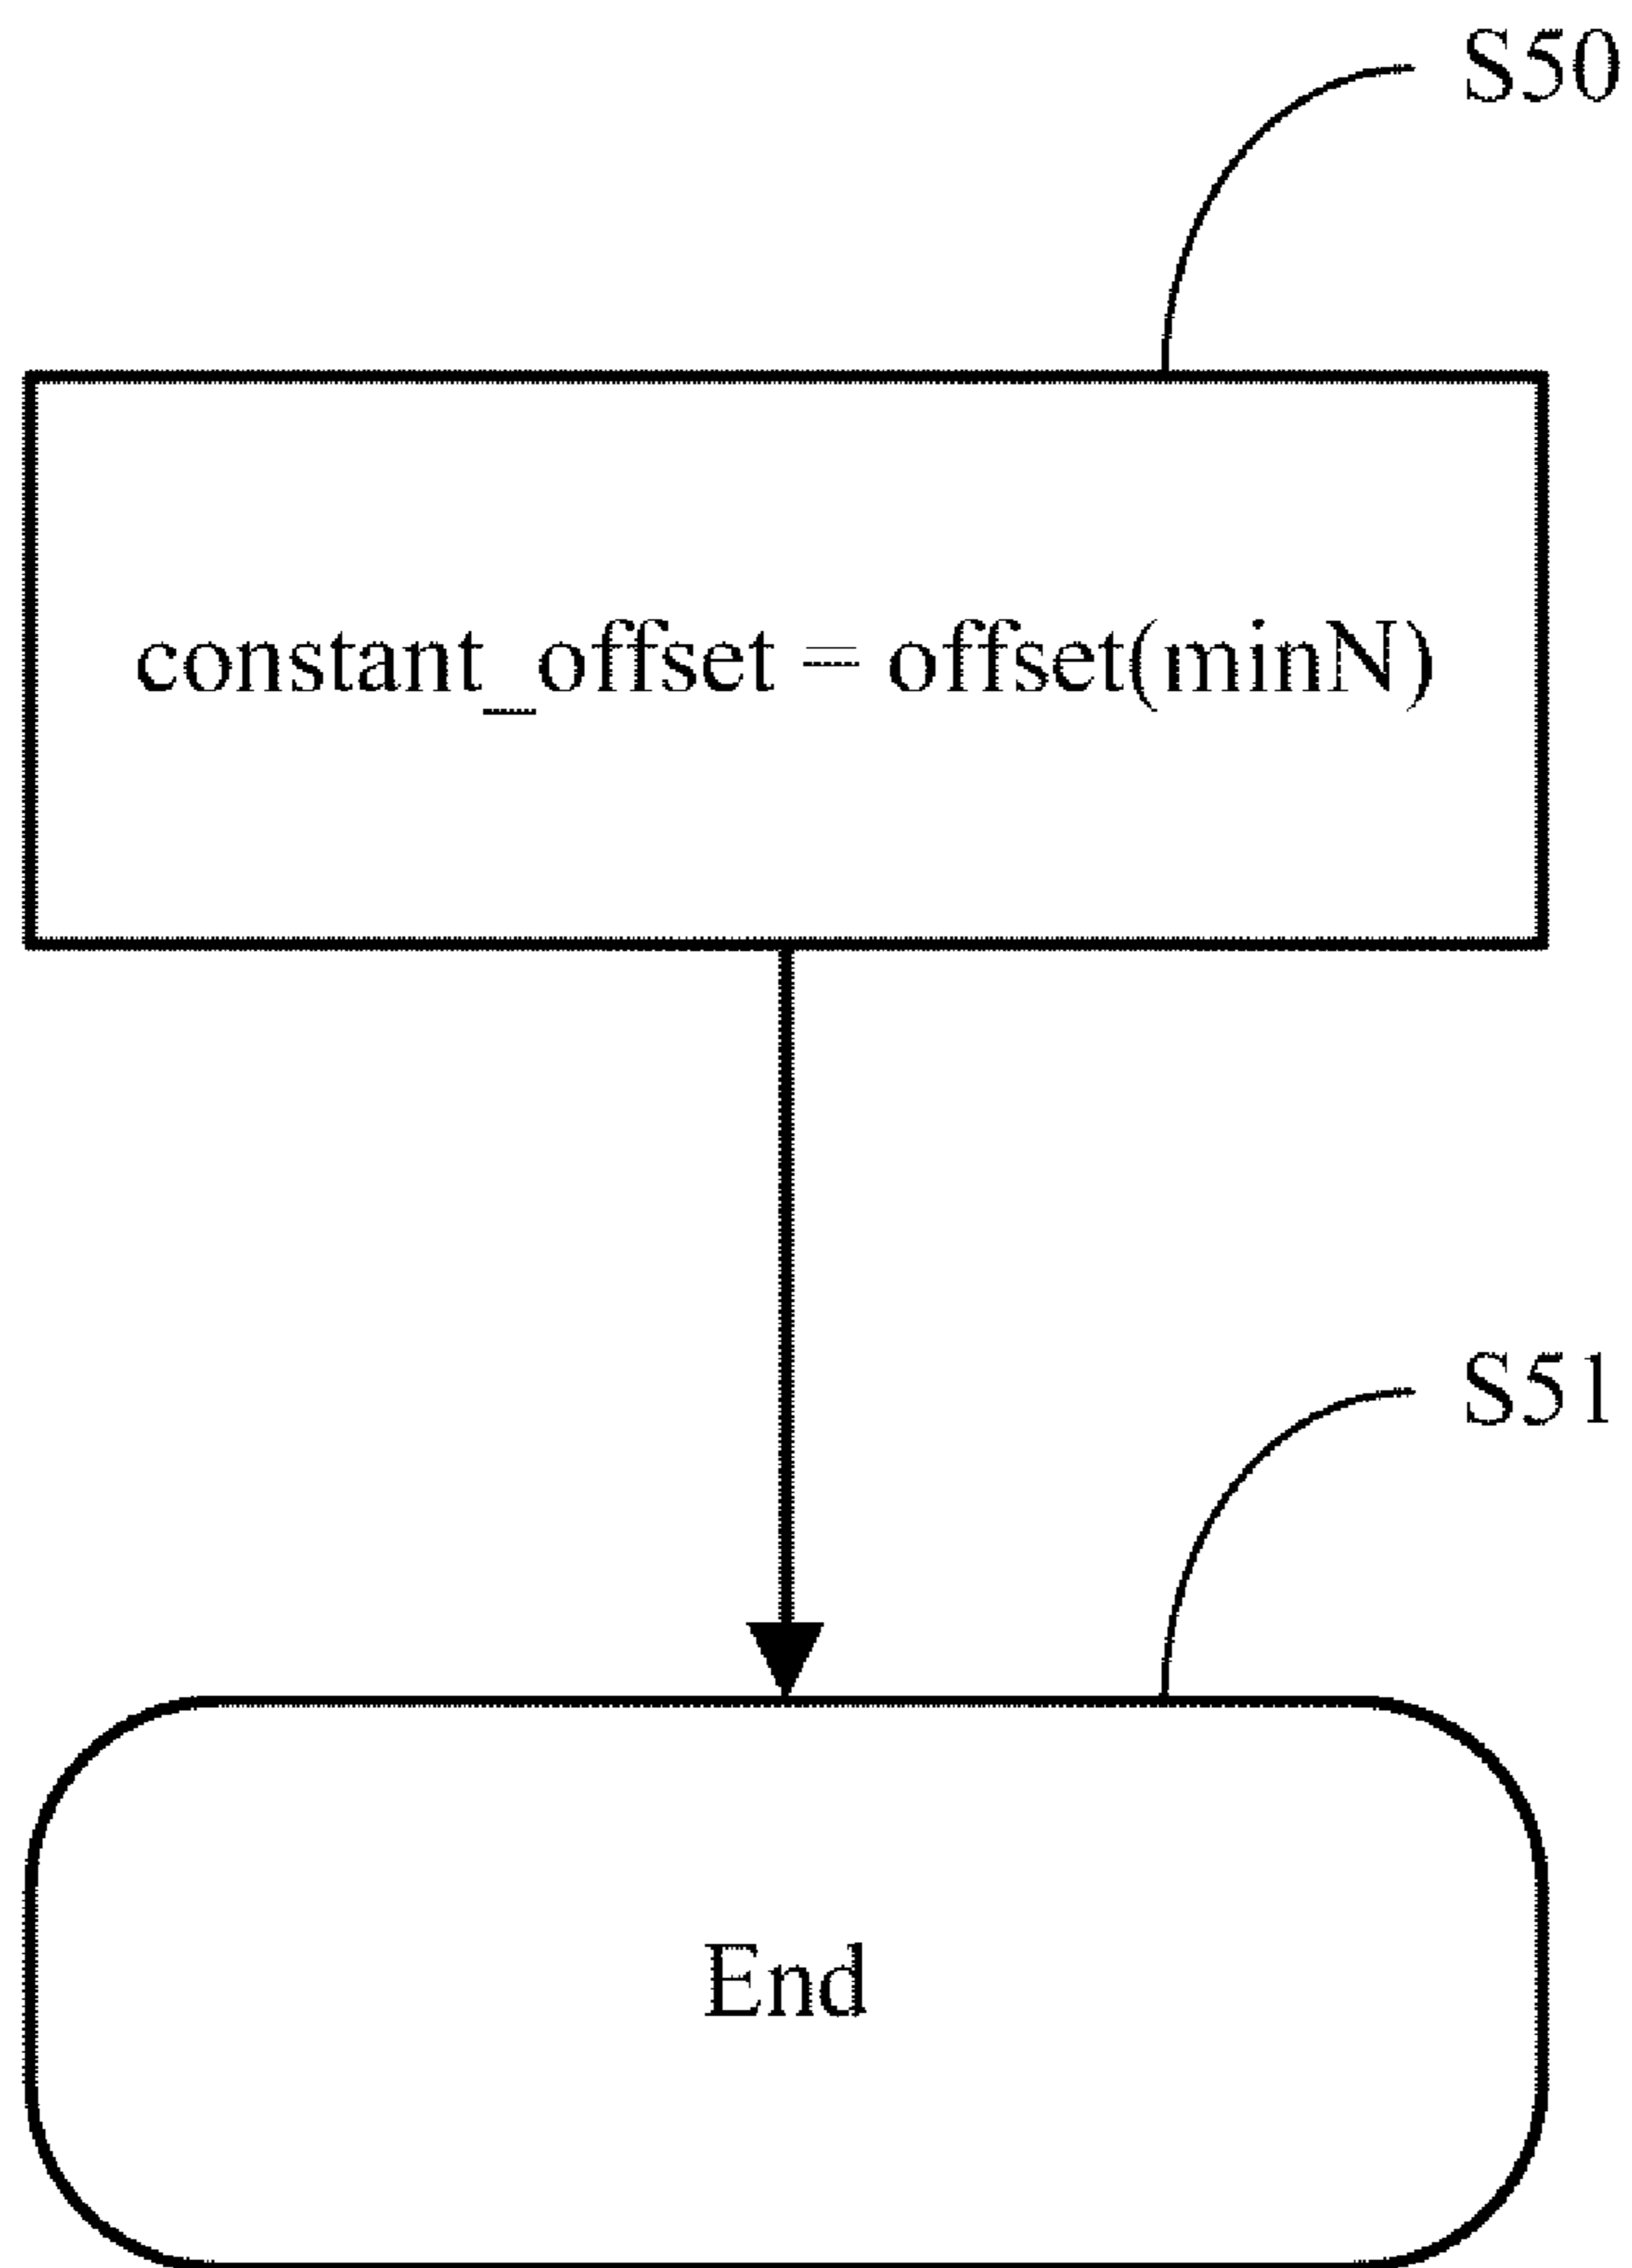 S50
constant_offset = offset(minN)
S51
End